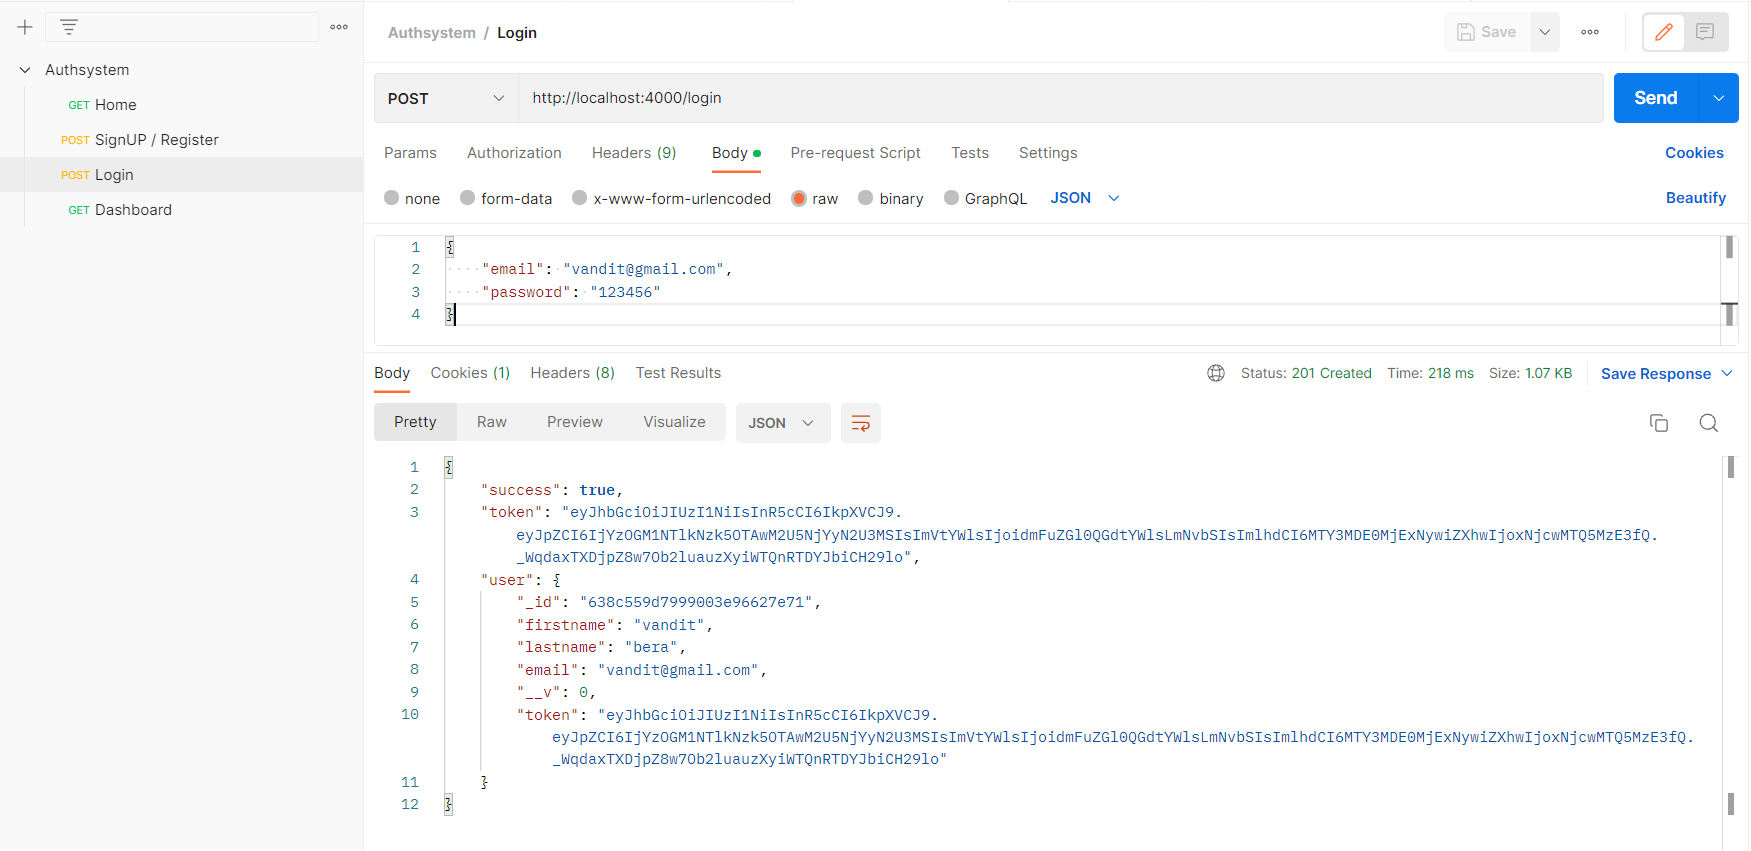 Authsystem
GET Home
POST SignUP / Register
POST Login
GET Dashboard
Authsystem / Login
Save
POST
http://localhost:4000/login
Send
Params Authorization Headers (9) Body Pre-request Script Tests Settings Cookies
none form-data x-www-form-urlencoded raw binary GraphQL JSON Beautify
1 {
2 "email": "vandit@gmail.com",
3 "password": "123456"
4 }
Body Cookies (1) Headers (8) Test Results Status: 201 Created Time: 218 ms Size: 1.07 KB Save Response
Pretty Raw Preview Visualize JSON
1 {
2 "success": true,
3 "token": "eyJhbGciOiJIUzI1NiIsInR5cCI6IkpXVCJ9.
eyJpZCI6IjYzOGM1NTlkNzk5OTAwM2U5NjYyN2U3MSIsImVtYWlsIjoidmFuZGl0QGdtYWlsLmNvbSIsImlhdCI6MTY3MDE0MjExNywiZXhwIjoxNjcwMTQ5MzE3fQ.
_WqdaxTXDjpZ8w7Ob2luauzXyiWTQnRTDYJbiCH29lo",
4 "user": {
5 "_id": "638c559d7999003e96627e71",
6 "firstname": "vandit",
7 "lastname": "bera",
8 "email": "vandit@gmail.com",
9 "__v": 0,
10 "token": "eyJhbGciOiJIUzI1NiIsInR5cCI6IkpXVCJ9.
eyJpZCI6IjYzOGM1NTlkNzk5OTAwM2U5NjYyN2U3MSIsImVtYWlsIjoidmFuZGl0QGdtYWlsLmNvbSIsImlhdCI6MTY3MDE0MjExNywiZXhwIjoxNjcwMTQ5MzE3fQ.
_WqdaxTXDjpZ8w7Ob2luauzXyiWTQnRTDYJbiCH29lo"
11 }
12 }